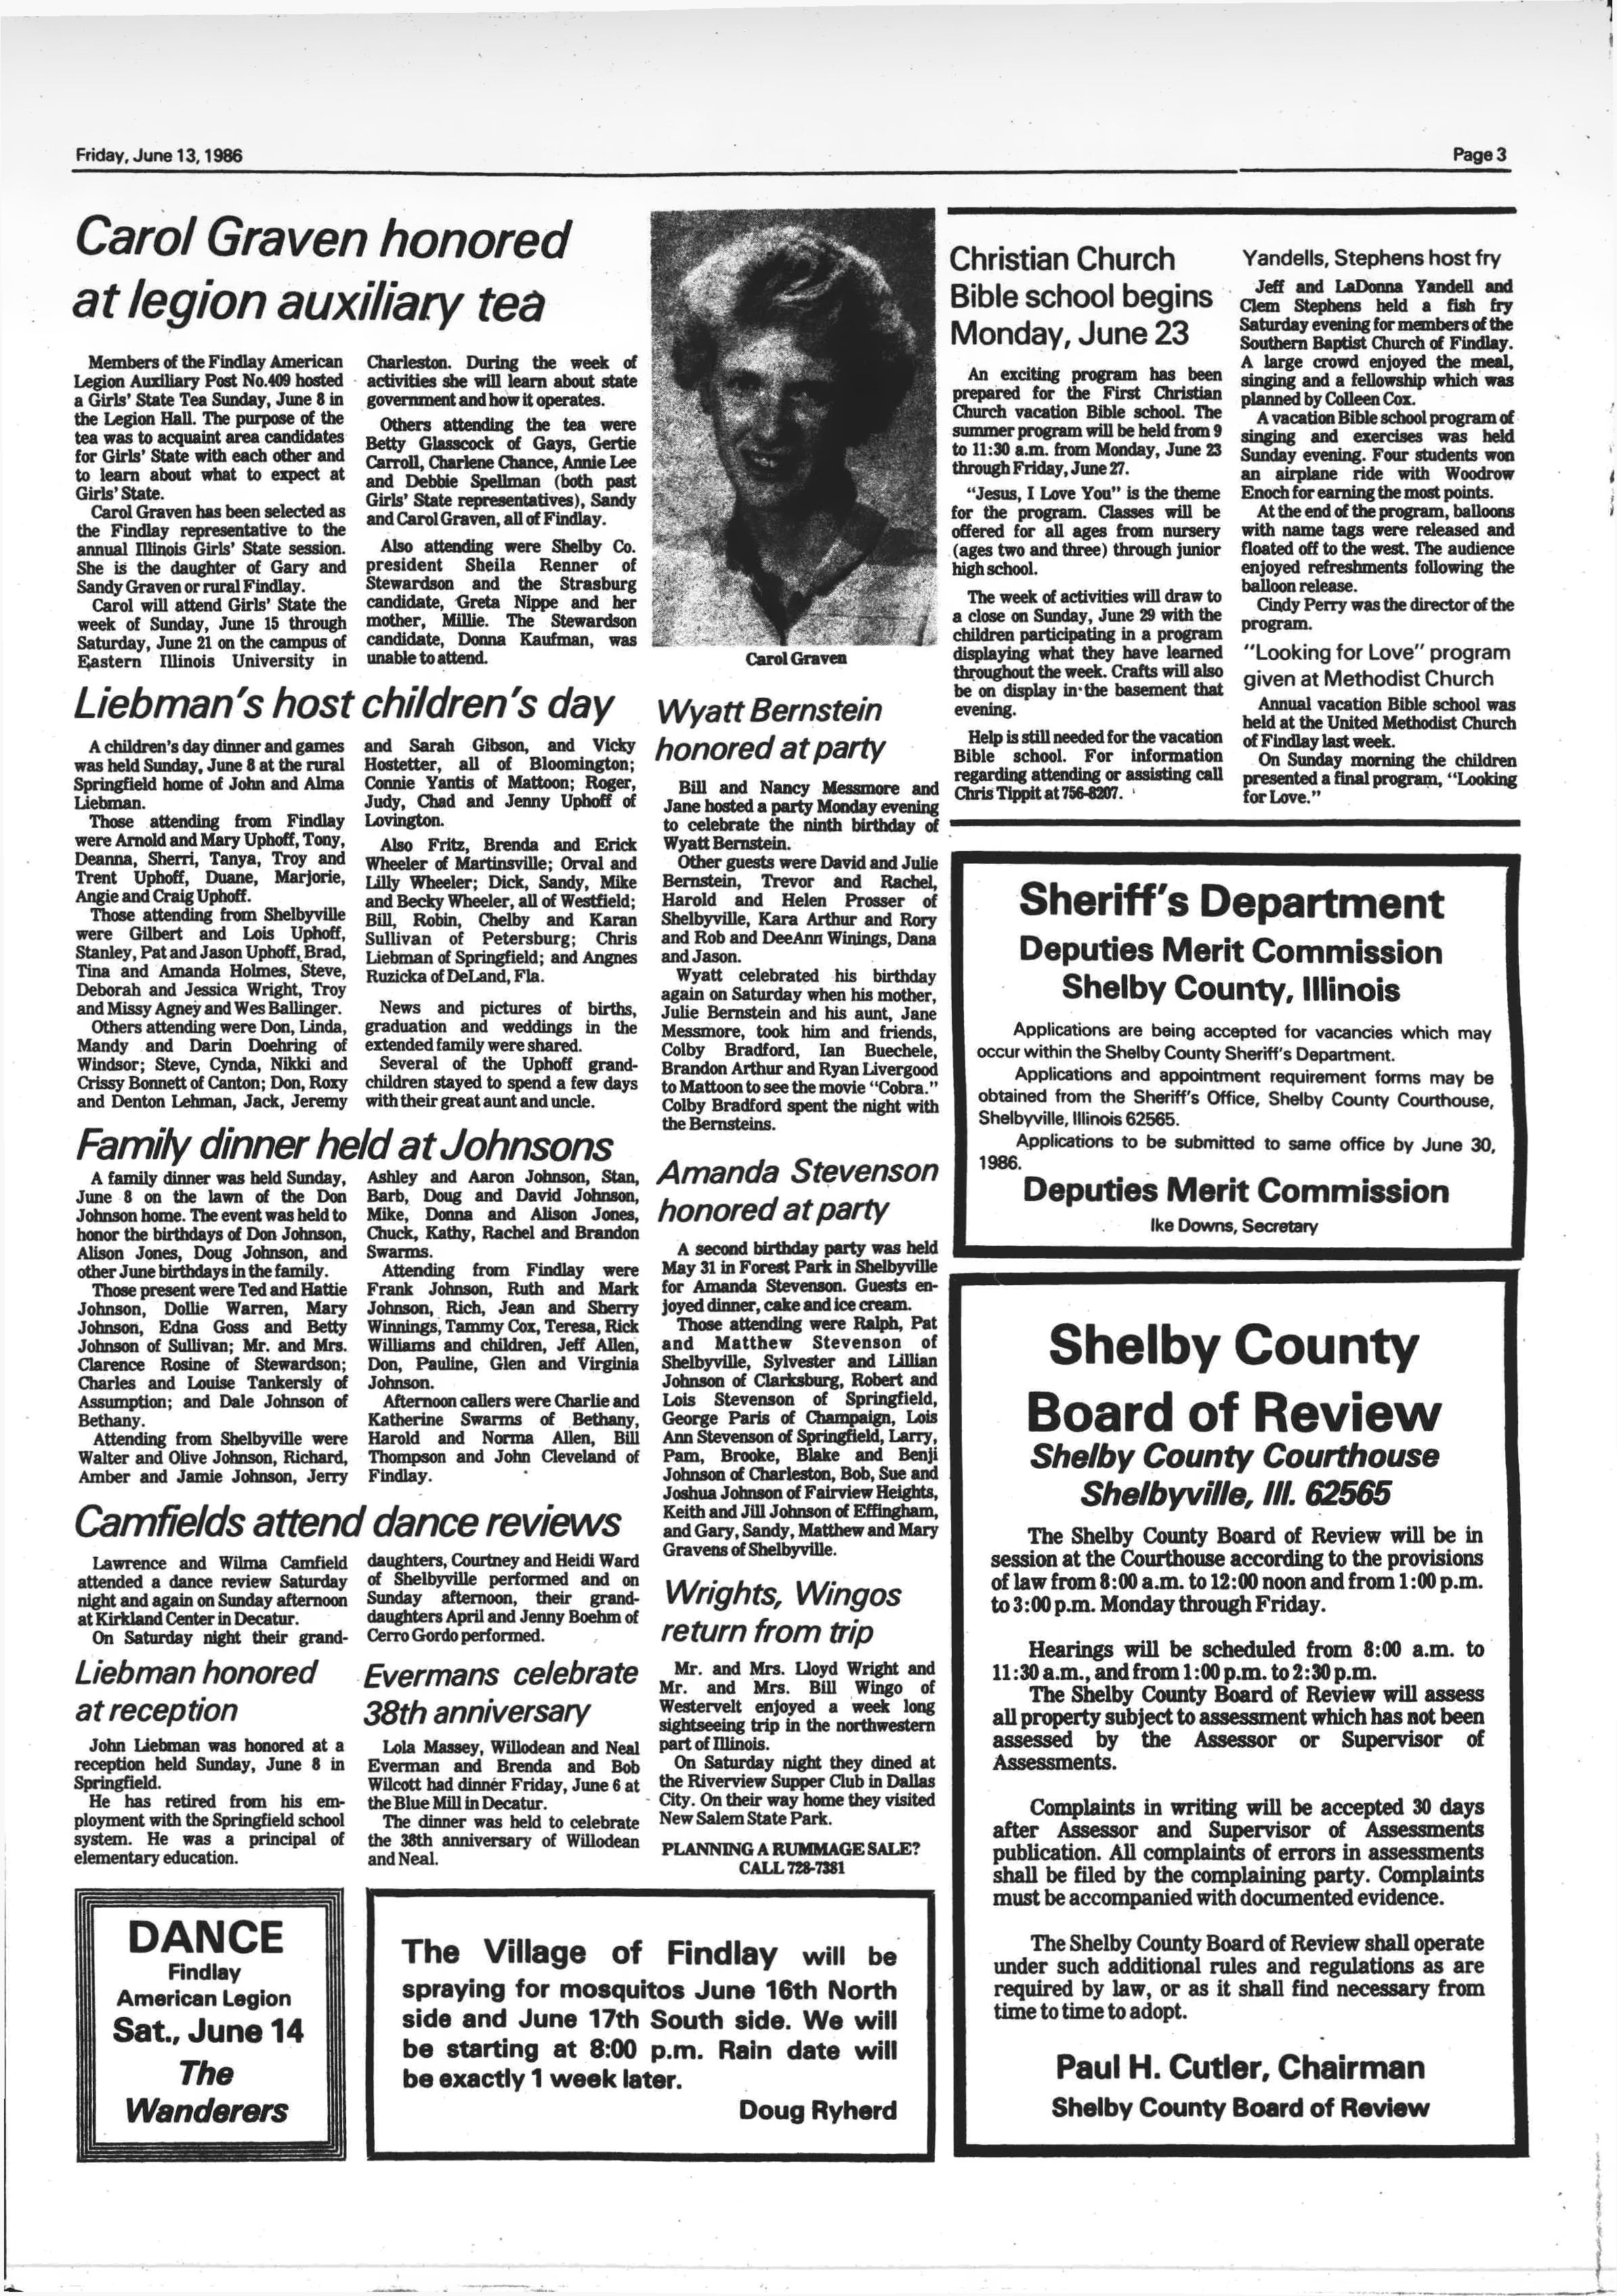 Friday, June 13, 1986
Page 3
Carol Graven honored
at legion auxiliary tea
Members of the Findlay American
Legion Auxiliary Post No.409 hosted
a Girls' State Tea Sunday, June 8 in
the Legion Hall. The purpose of the
tea was to acquaint area candidates
for Girls' State with each other and
to learn about what to expect at
Girls' State.
Carol Graven has been selected as
the Findlay representative to the
annual Illinois Girls' State session.
She is the daughter of Gary and
Sandy Graven or rural Findlay.
Carol will attend Girls' State the
week of Sunday, June 15 through
Saturday, June 21 on the campus of
Eastern Illinois University in
Charleston. During the week of
activities she will learn about state
government and how it operates.
Others attending the tea were
Betty Glasscock of Gays, Gertie
Carroll, Charlene Chance, Annie Lee
and Debbie Spellman (both past
Girls' State representatives), Sandy
and Carol Graven, all of Findlay.
Also attending were Shelby Co.
president Sheila Renner of
Stewardson and the Strasburg
candidate, Greta Nippe and her
mother, Millie. The Stewardson
candidate, Donna Kaufman, was
unable to attend.
Carol Graven
Liebman's host children's day
A children's day dinner and games
was held Sunday, June 8 at the rural
Springfield home of John and Alma
Liebman.
Those attending from Findlay
were Arnold and Mary Uphoff, Tony,
Deanna, Sherri, Tanya, Troy and
Trent Uphoff, Duane, Marjorie,
Angie and Craig Uphoff.
Those attending from Shelbyville
were Gilbert and Lois Uphoff,
Stanley, Pat and Jason Uphoff, Brad,
Tina and Amanda Holmes, Steve,
Deborah and Jessica Wright, Troy
and Missy Agney and Wes Ballinger.
Others attending were Don, Linda,
Mandy and Darin Doehring of
Windsor; Steve, Cynda, Nikki and
Crissy Bonnett of Canton; Don, Roxy
and Denton Lehman, Jack, Jeremy
and Sarah Gibson, and Vicky
Hostetter, all of Bloomington;
Connie Yantis of Mattoon; Roger,
Judy, Chad and Jenny Uphoff of
Lovington.
Also Fritz, Brenda and Erick
Wheeler of Martinsville; Orval and
Lilly Wheeler; Dick, Sandy, Mike
and Becky Wheeler, all of Westfield;
Bill, Robin, Chelby and Karan
Sullivan of Petersburg; Chris
Liebman of Springfield; and Angnes
Ruzicka of DeLand, Fla.
News and pictures of births,
graduation and weddings in the
extended family were shared.
Several of the Uphoff grand-
children stayed to spend a few days
with their great aunt and uncle.
Family dinner held at Johnsons
A family dinner was held Sunday,
June 8 on the lawn of the Don
Johnson home. The event was held to
honor the birthdays of Don Johnson,
Alison Jones, Doug Johnson, and
other June birthdays in the family.
Those present were Ted and Hattie
Johnson, Dollie Warren, Mary
Johnson, Edna Goss and Betty
Johnson of Sullivan; Mr. and Mrs.
Clarence Rosine of Stewardson;
Charles and Louise Tankersly of
Assumption; and Dale Johnson of
Bethany.
Attending from Shelbyville were
Walter and Olive Johnson, Richard,
Amber and Jamie Johnson, Jerry
Ashley and Aaron Johnson, Stan,
Barb, Doug and David Johnson,
Mike, Donna and Alison Jones,
Chuck, Kathy, Rachel and Brandon
Swarms.
Attending from Findlay were
Frank Johnson, Ruth and Mark
Johnson, Rich, Jean and Sherry
Winnings, Tammy Cox, Teresa, Rick
Williams and children, Jeff Allen,
Don, Pauline, Glen and Virginia
Johnson.
Afternoon callers were Charlie and
Katherine Swarms of Bethany,
Harold and Norma Allen, Bill
Thompson and John Cleveland of
Findlay.
Camfields attend dance reviews
Lawrence and Wilma Camfield
attended a dance review Saturday
night and again on Sunday afternoon
at Kirkland Center in Decatur.
On Saturday night their grand-
daughters, Courtney and Heidi Ward
of Shelbyville performed and on
Sunday afternoon, their grand-
daughters April and Jenny Boehm of
Cerro Gordo performed.
Liebman honored
at reception
John Liebman was honored at a
reception held Sunday, June 8 in
Springfield.
He has retired from his em-
ployment with the Springfield school
system. He was a principal of
elementary education.
Evermans celebrate
38th anniversary
Lola Massey, Willodean and Neal
Everman and Brenda and Bob
Wilcott had dinner Friday, June 6 at
the Blue Mill in Decatur.
The dinner was held to celebrate
the 38th anniversary of Willodean
and Neal.
Wyatt Bernstein
honored at party
Bill and Nancy Messmore and
Jane hosted a party Monday evening
to celebrate the ninth birthday of
Wyatt Bernstein.
Other guests were David and Julie
Bernstein, Trevor and Rachel,
Harold and Helen Prosser of
Shelbyville, Kara Arthur and Rory
and Rob and DeeAnn Winings, Dana
and Jason.
Wyatt celebrated his birthday
again on Saturday when his mother,
Julie Bernstein and his aunt, Jane
Messmore, took him and friends,
Colby Bradford, Ian Buechele,
Brandon Arthur and Ryan Livergood
to Mattoon to see the movie "Cobra."
Colby Bradford spent the night with
the Bernsteins.
Amanda Stevenson
honored at party
A second birthday party was held
May 31 in Forest Park in Shelbyville
for Amanda Stevenson. Guests en-
joyed dinner, cake and ice cream.
Those attending were Ralph, Pat
and Matthew Stevenson of
Shelbyville, Sylvester and Lillian
Johnson of Clarksburg, Robert and
Lois Stevenson of Springfield,
George Paris of Champaign, Lois
Ann Stevenson of Springfield, Larry,
Pam, Brooke, Blake and Benji
Johnson of Charleston, Bob, Sue and
Joshua Johnson of Fairview Heights,
Keith and Jill Johnson of Effingham,
and Gary, Sandy, Matthew and Mary
Gravens of Shelbyville.
Wrights, Wingos
return from trip
Mr. and Mrs. Lloyd Wright and
Mr. and Mrs. Bill Wingo of
Westervelt enjoyed a week long
sightseeing trip in the northwestern
part of Illinois.
On Saturday night they dined at
the Riverview Supper Club in Dallas
City. On their way home they visited
New Salem State Park.
PLANNING A RUMMAGE SALE?
CALL 728-7381
Christian Church
Bible school begins
Monday, June 23
An exciting program has been
prepared for the First Christian
Church vacation Bible school. The
summer program will be held from 9
to 11:30 a.m. from Monday, June 23
through Friday, June 27.
"Jesus, I Love You" is the theme
for the program. Classes will be
offered for all ages from nursery
(ages two and three) through junior
high school.
The week of activities will draw to
a close on Sunday, June 29 with the
children participating in a program
displaying what they have learned
throughout the week. Crafts will also
be on display in the basement that
evening.
Help is still needed for the vacation
Bible school. For information
regarding attending or assisting call
Chris Tippit at 756-8207.
Yandells, Stephens host fry
Jeff and LaDonna Yandell and
Clem Stephens held a fish fry
Saturday evening for members of the
Southern Baptist Church of Findlay.
A large crowd enjoyed the meal,
singing and a fellowship which was
planned by Colleen Cox.
A vacation Bible school program of
singing and exercises was held
Sunday evening. Four students won
an airplane ride with Woodrow
Enoch for earning the most points.
At the end of the program, balloons
with name tags were released and
floated off to the west. The audience
enjoyed refreshments following the
balloon release.
Cindy Perry was the director of the
program.
"Looking for Love" program
given at Methodist Church
Annual vacation Bible school was
held at the United Methodist Church
of Findlay last week.
On Sunday morning the children
presented a final program, "Looking
for Love."
Sheriff's Department
Deputies Merit Commission
Shelby County, Illinois
Applications are being accepted for vacancies which may
occur within the Shelby County Sheriff's Department.
Applications and appointment requirement forms may be
obtained from the Sheriff's Office, Shelby County Courthouse,
Shelbyville, Illinois 62565.
Applications to be submitted to same office by June 30,
1986.
Deputies Merit Commission
Ike Downs, Secretary
Shelby County
Board of Review
Shelby County Courthouse
Shelbyville, Ill. 62565
The Shelby County Board of Review will be in
session at the Courthouse according to the provisions
of law from 8:00 a.m. to 12:00 noon and from 1:00 p.m.
to 3:00 p.m. Monday through Friday.
Hearings will be scheduled from 8:00 a.m. to
11:30 a.m., and from 1:00 p.m. to 2:30 p.m.
The Shelby County Board of Review will assess
all property subject to assessment which has not been
assessed by the Assessor or Supervisor of
Assessments.
Complaints in writing will be accepted 30 days
after Assessor and Supervisor of Assessments
publication. All complaints of errors in assessments
shall be filed by the complaining party. Complaints
must be accompanied with documented evidence.
The Shelby County Board of Review shall operate
under such additional rules and regulations as are
required by law, or as it shall find necessary from
time to time to adopt.
Paul H. Cutler, Chairman
Shelby County Board of Review
DANCE
Findlay
American Legion
Sat., June 14
The
Wanderers
The Village of Findlay will be
spraying for mosquitos June 16th North
side and June 17th South side. We will
be starting at 8:00 p.m. Rain date will
be exactly 1 week later.
Doug Ryherd